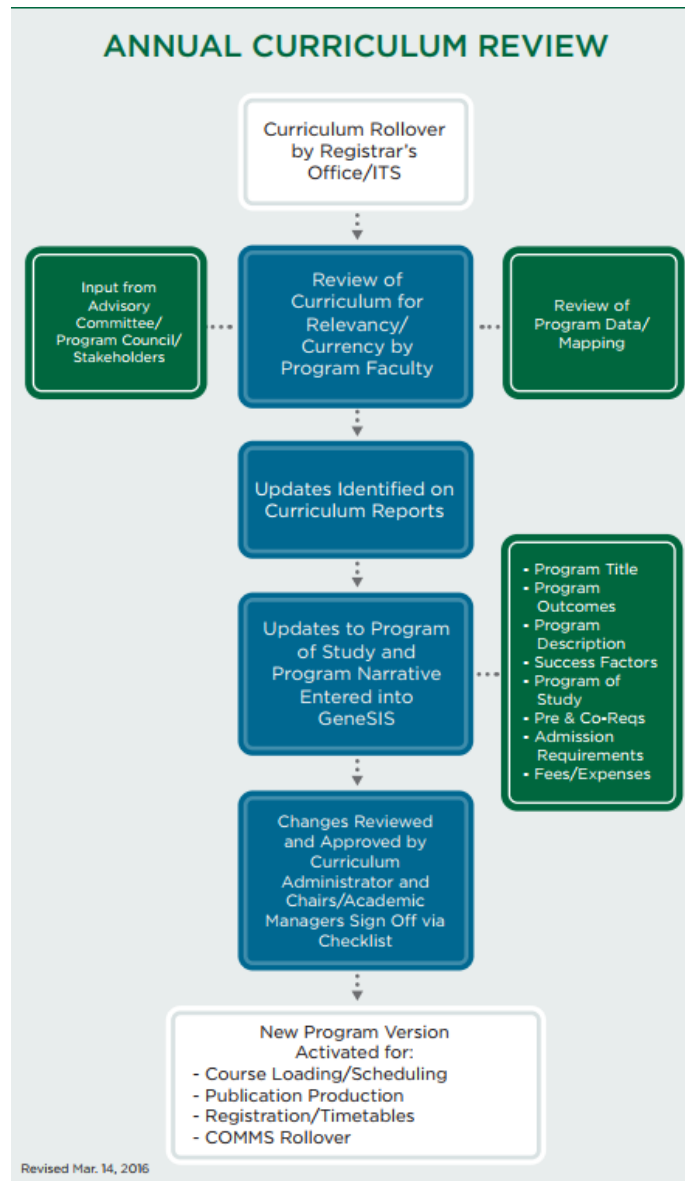 ANNUAL CURRICULUM REVIEW
Curriculum Rollover
by Registrar's
Office/ITS
Input from
Advisory
Committee/
Program Council/
Stakeholders
Review of
Curriculum for
Relevancy/
Currency by
Program Faculty
Review of
Program Data/
Mapping
Updates Identified on
Curriculum Reports
Updates to Program
of Study and
Program Narrative
Entered into
GeneSIS
- Program Title
- Program
Outcomes
- Program
Description
- Success Factors
- Program of
Study
- Pre & Co-Reqs
- Admission
Requirements
- Fees/Expenses
Changes Reviewed
and Approved by
Curriculum
Administrator and
Chairs/Academic
Managers Sign Off via
Checklist
New Program Version
Activated for:
- Course Loading/Scheduling
- Publication Production
- Registration/Timetables
- COMMS Rollover
Revised Mar. 14, 2016